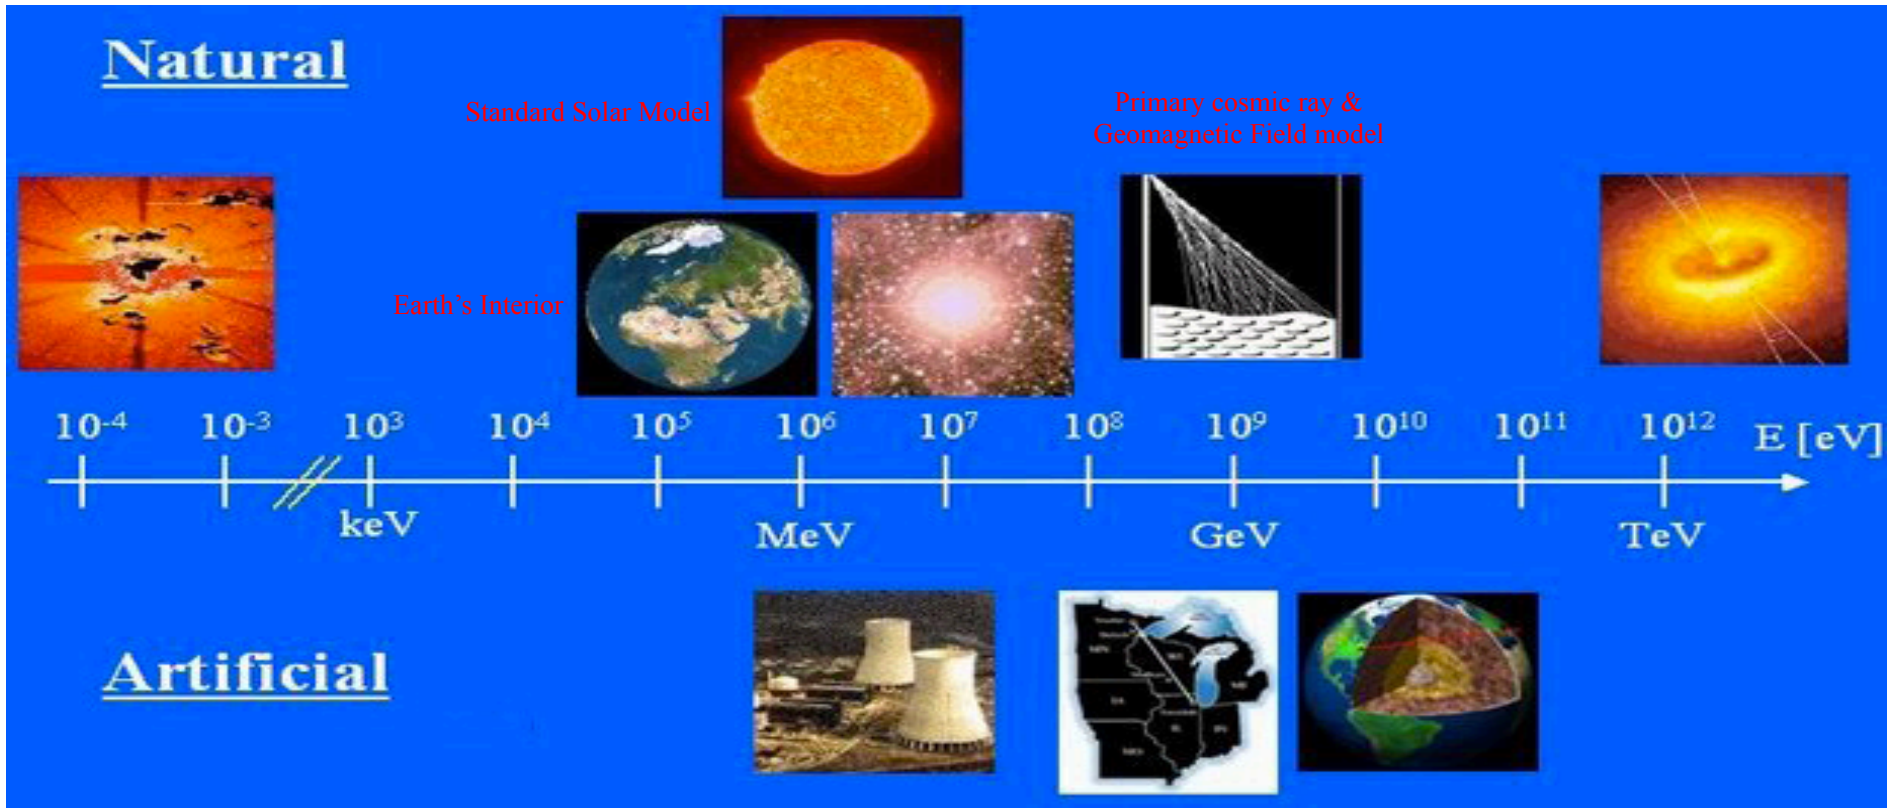 Natural
Standard Solar Model
Primary cosmic ray &
Geomagnetic Field model
Earth's Interior
10-4 10-3 10³ 10⁴ 10⁵ 10⁶ 10⁷ 10⁸ 10⁹ 10¹⁰ 10¹¹ 10¹² E [eV]
keV MeV GeV TeV
Artificial